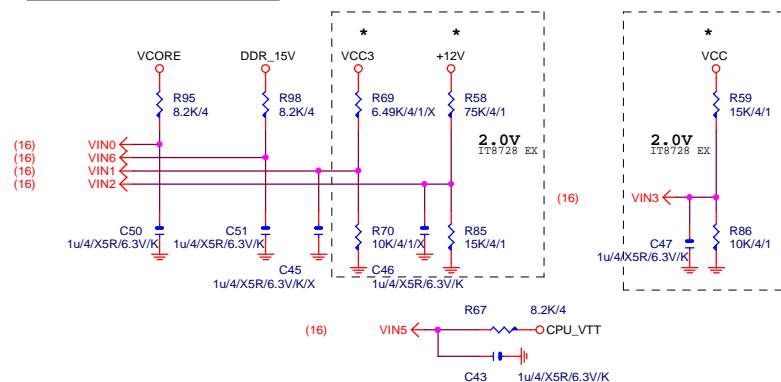 * * *
VCORE DDR_15V VCC3 +12V VCC
R95 R98 R69 R58 R59
8.2K/4 8.2K/4 6.49K/4/1/X 75K/4/1 15K/4/1
2.0V 2.0V
IT8728 EX IT8728 EX
(16) VIN0
(16) VIN6
(16) VIN1
(16) VIN2
(16) VIN3
C50 C51 R70 R85 R86
1u/4/X5R/6.3V/K 1u/4/X5R/6.3V/K 10K/4/1/X 15K/4/1 10K/4/1
C47
1u/4/X5R/6.3V/K
C45 C46
1u/4/X5R/6.3V/K/X 1u/4/X5R/6.3V/K
R67 8.2K/4
(16) VIN5 CPU_VTT
C43 1u/4/X5R/6.3V/K